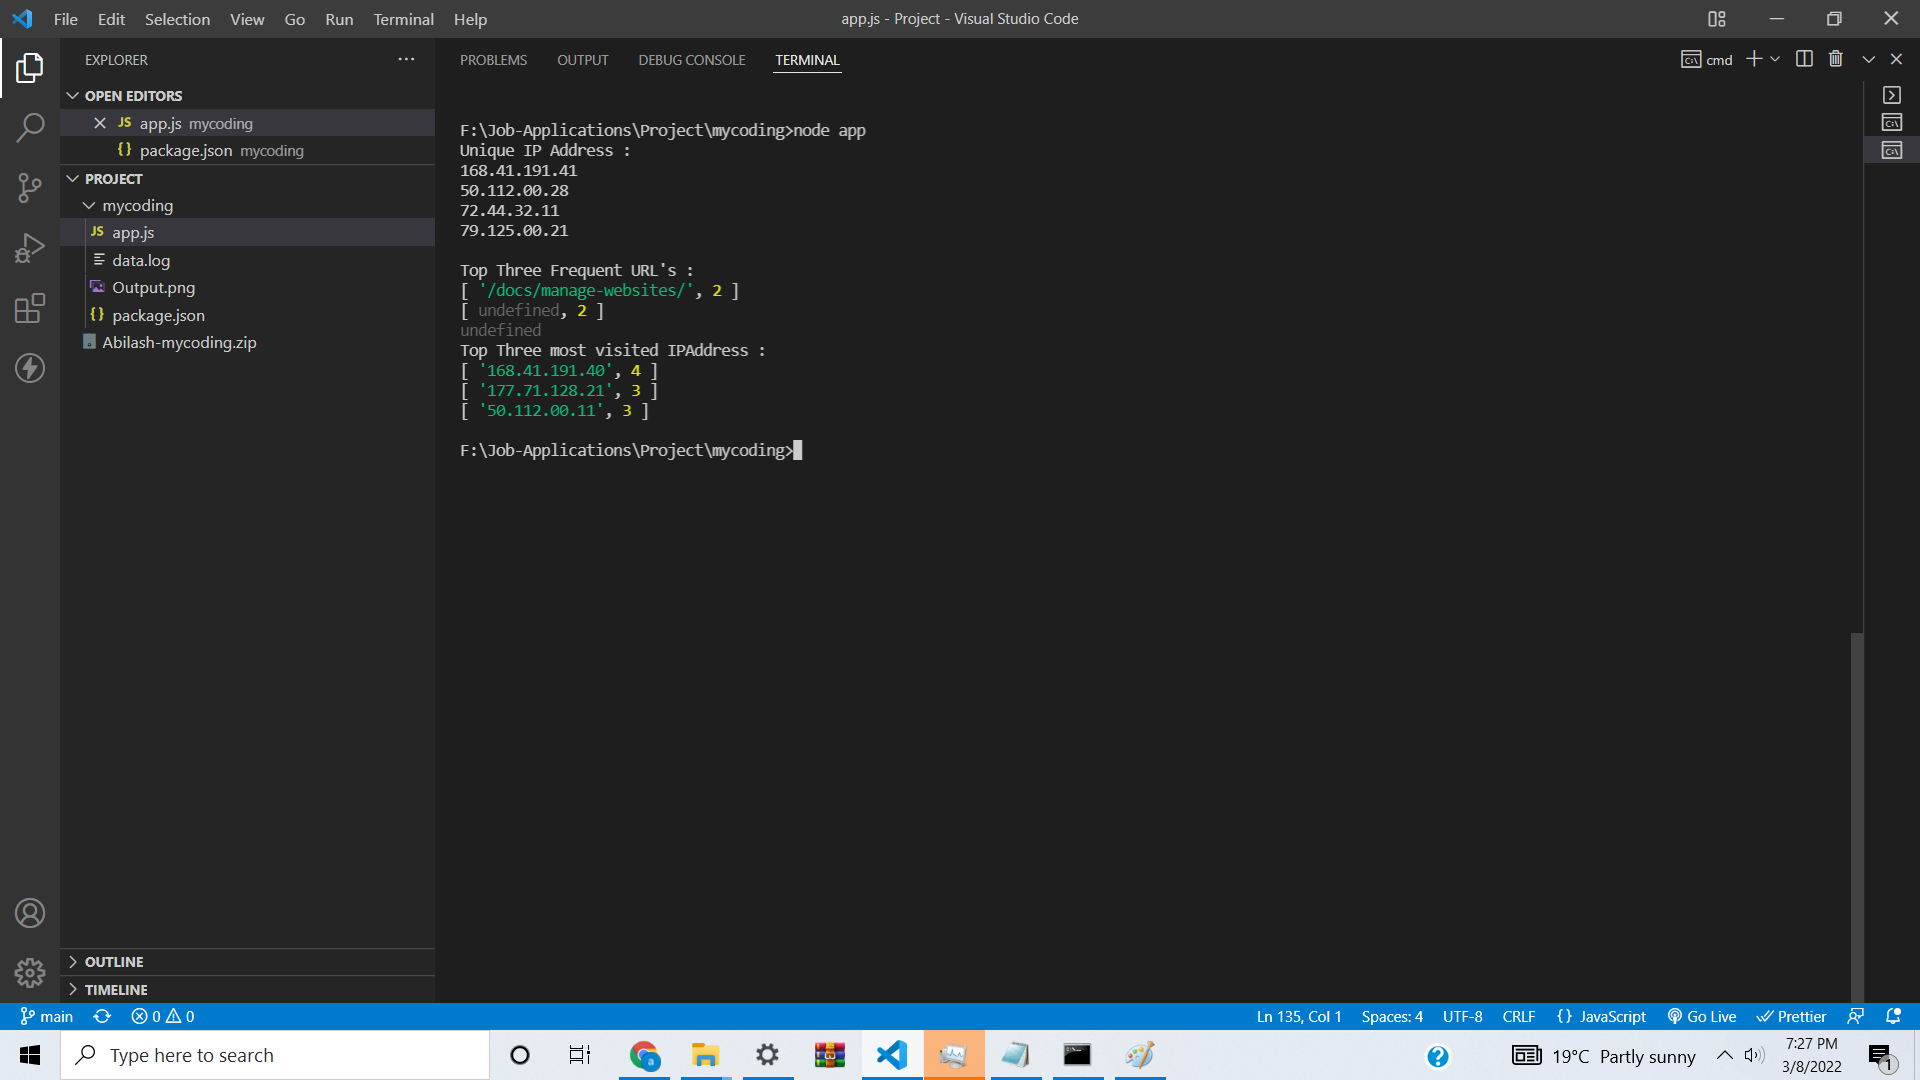 File Edit Selection View Go Run Terminal Help
app.js - Project - Visual Studio Code
EXPLORER
OPEN EDITORS
JS app.js mycoding
{} package.json mycoding
PROJECT
mycoding
JS app.js
data.log
Output.png
{} package.json
Abilash-mycoding.zip
OUTLINE
TIMELINE
PROBLEMS OUTPUT DEBUG CONSOLE TERMINAL
cmd
F:\Job-Applications\Project\mycoding>node app
Unique IP Address :
168.41.191.41
50.112.00.28
72.44.32.11
79.125.00.21
Top Three Frequent URL's :
[ '/docs/manage-websites/', 2 ]
[ undefined, 2 ]
undefined
Top Three most visited IPAddress :
[ '168.41.191.40', 4 ]
[ '177.71.128.21', 3 ]
[ '50.112.00.11', 3 ]
F:\Job-Applications\Project\mycoding>
main 0 0
Ln 135, Col 1 Spaces: 4 UTF-8 CRLF {} JavaScript Go Live Prettier
Type here to search
19°C Partly sunny
7:27 PM
3/8/2022
1